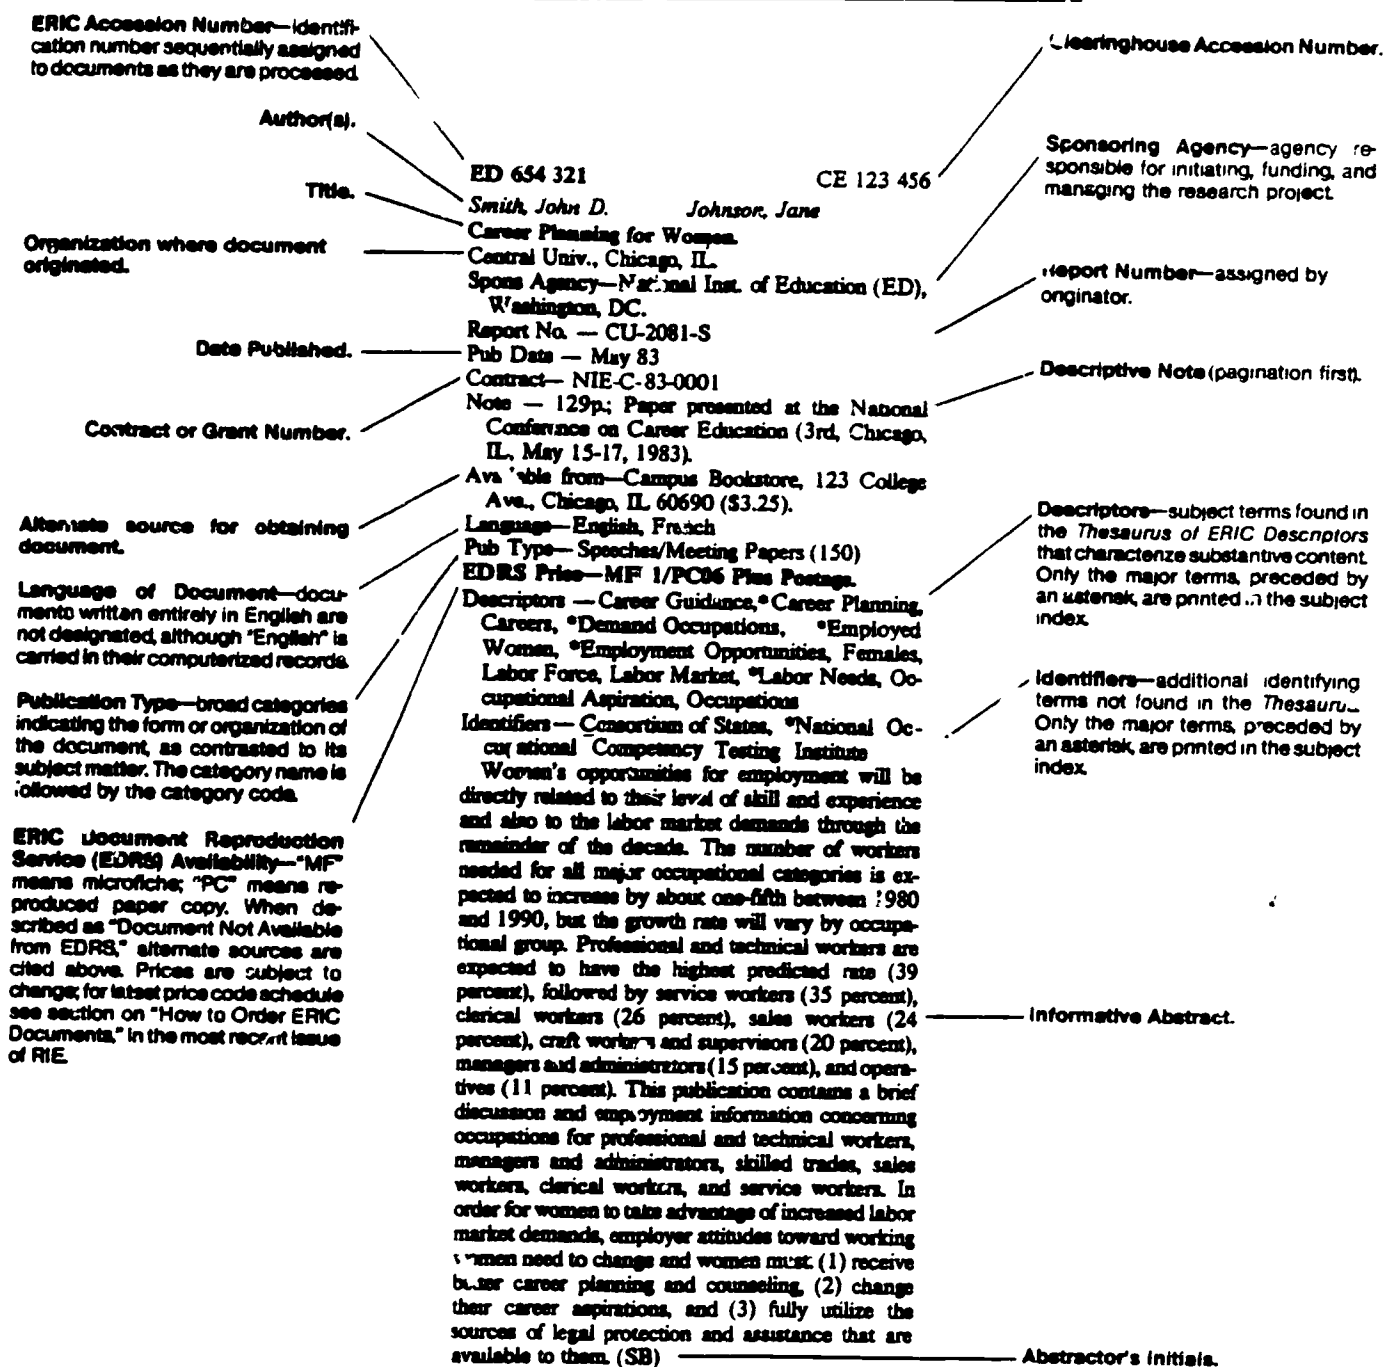 ERIC Accession Number—identifi-
cation number sequentially assigned
to documents as they are processed.
Author(s).
Title.
Organization where document
originated.
Date Published.
Contract or Grant Number.
Alternate source for obtaining
document.
Language of Document—docu-
ments written entirely in English are
not designated, although "English" is
carried in their computerized records.
Publication Type—broad categories
indicating the form or organization of
the document, as contrasted to its
subject matter. The category name is
followed by the category code.
ERIC Document Reproduction
Service (EDRS) Availability—"MF"
means microfiche; "PC" means re-
produced paper copy. When de-
scribed as "Document Not Available
from EDRS," alternate sources are
cited above. Prices are subject to
change; for latest price code schedule
see section on "How to Order ERIC
Documents," in the most recent issue
of RIE.
ED 654 321 CE 123 456
Smith, John D. Johnson, Jane
Career Planning for Women.
Central Univ., Chicago, IL.
Spons Agency—National Inst. of Education (ED),
Washington, DC.
Report No. — CU-2081-S
Pub Date — May 83
Contract— NIE-C-83-0001
Note — 129p.; Paper presented at the National
Conference on Career Education (3rd, Chicago,
IL, May 15-17, 1983).
Available from—Campus Bookstore, 123 College
Ave., Chicago, IL 60690 ($3.25).
Language—English, French
Pub Type— Speeches/Meeting Papers (150)
EDRS Price—MF 1/PC06 Plus Postage.
Descriptors — Career Guidance,* Career Planning,
Careers, *Demand Occupations, *Employed
Women, *Employment Opportunities, Females,
Labor Force, Labor Market, *Labor Needs, Oc-
cupational Aspiration, Occupations
Identifiers — Consortium of States, *National Oc-
cupational Competency Testing Institute
Women's opportunities for employment will be
directly related to their level of skill and experience
and also to the labor market demands through the
remainder of the decade. The number of workers
needed for all major occupational categories is ex-
pected to increase by about one-fifth between 1980
and 1990, but the growth rate will vary by occupa-
tional group. Professional and technical workers are
expected to have the highest predicted rate (39
percent), followed by service workers (35 percent),
clerical workers (26 percent), sales workers (24
percent), craft workers and supervisors (20 percent),
managers and administrators (15 percent), and opera-
tives (11 percent). This publication contains a brief
discussion and employment information concerning
occupations for professional and technical workers,
managers and administrators, skilled trades, sales
workers, clerical workers, and service workers. In
order for women to take advantage of increased labor
market demands, employer attitudes toward working
women need to change and women must: (1) receive
better career planning and counseling, (2) change
their career aspirations, and (3) fully utilize the
sources of legal protection and assistance that are
available to them. (SB)
Clearinghouse Accession Number.
Sponsoring Agency—agency re-
sponsible for initiating, funding, and
managing the research project.
Report Number—assigned by
originator.
Descriptive Note (pagination first).
Descriptors—subject terms found in
the Thesaurus of ERIC Descriptors
that characterize substantive content.
Only the major terms, preceded by
an asterisk, are printed in the subject
index.
Identifiers—additional identifying
terms not found in the Thesaurus.
Only the major terms, preceded by
an asterisk, are printed in the subject
index.
Informative Abstract.
Abstractor's Initials.